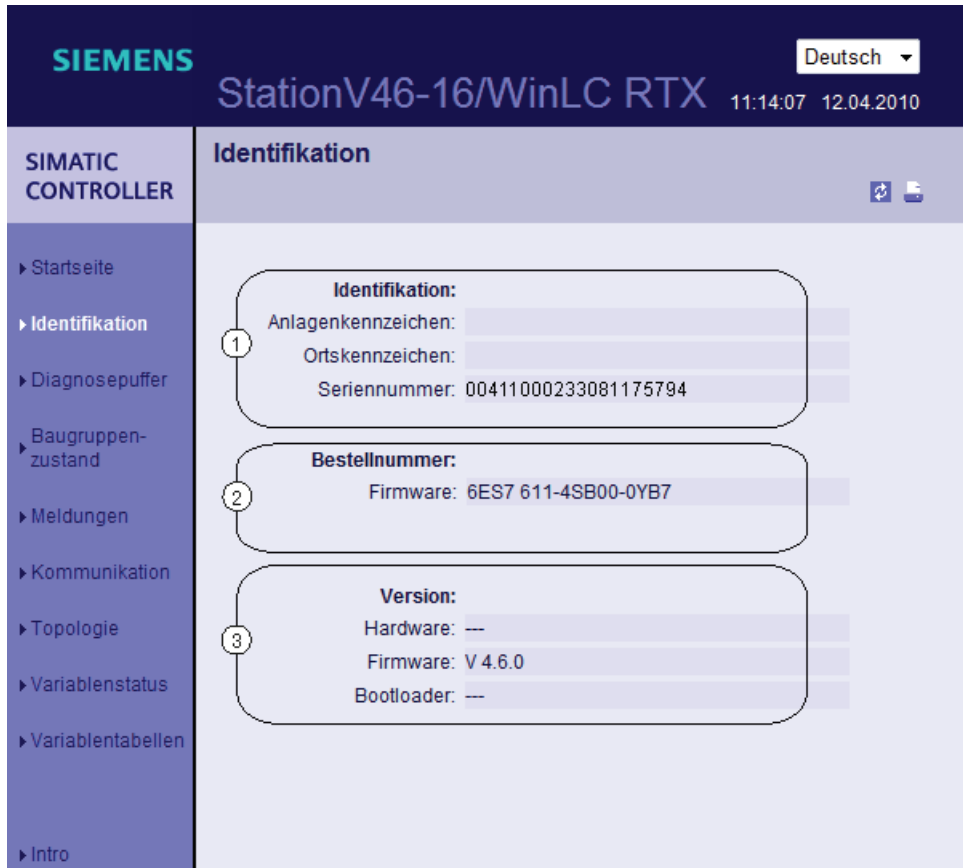 SIEMENS
Deutsch
StationV46-16/WinLC RTX
11:14:07 12.04.2010
SIMATIC
CONTROLLER
Identifikation
Startseite
Identifikation
Diagnosepuffer
Baugruppen-
zustand
Meldungen
Kommunikation
Topologie
Variablenstatus
Variablentabellen
Intro
1
Identifikation:
Anlagenkennzeichen:
Ortskennzeichen:
Seriennummer: 00411000233081175794
2
Bestellnummer:
Firmware: 6ES7 611-4SB00-0YB7
3
Version:
Hardware: ---
Firmware: V 4.6.0
Bootloader: ---